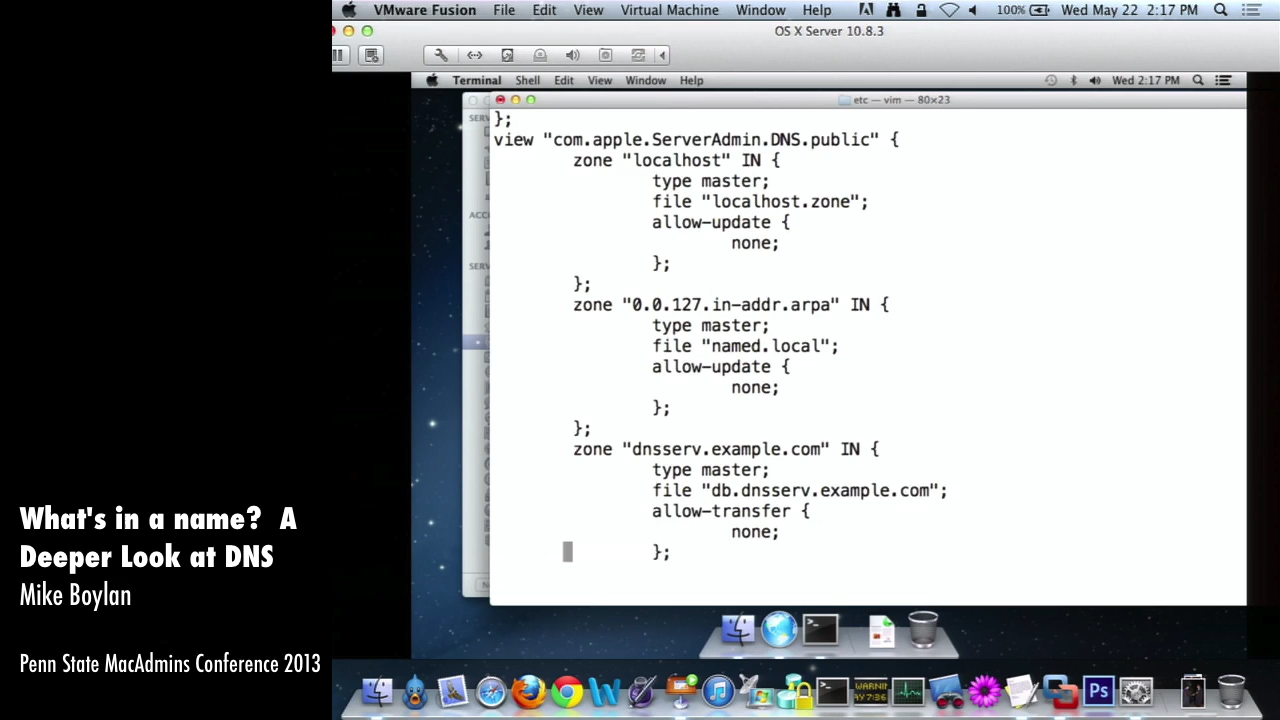 VMware Fusion File Edit View Virtual Machine Window Help 100% Wed May 22 2:17 PM
OS X Server 10.8.3
Terminal Shell Edit View Window Help Wed 2:17 PM
etc — vim — 80×23
SERV
ACCO
SERV
};
view "com.apple.ServerAdmin.DNS.public" {
zone "localhost" IN {
type master;
file "localhost.zone";
allow-update {
none;
};
};
zone "0.0.127.in-addr.arpa" IN {
type master;
file "named.local";
allow-update {
none;
};
};
zone "dnsserv.example.com" IN {
type master;
file "db.dnsserv.example.com";
allow-transfer {
none;
};
What's in a name? A
Deeper Look at DNS
Mike Boylan
Penn State MacAdmins Conference 2013
Ps